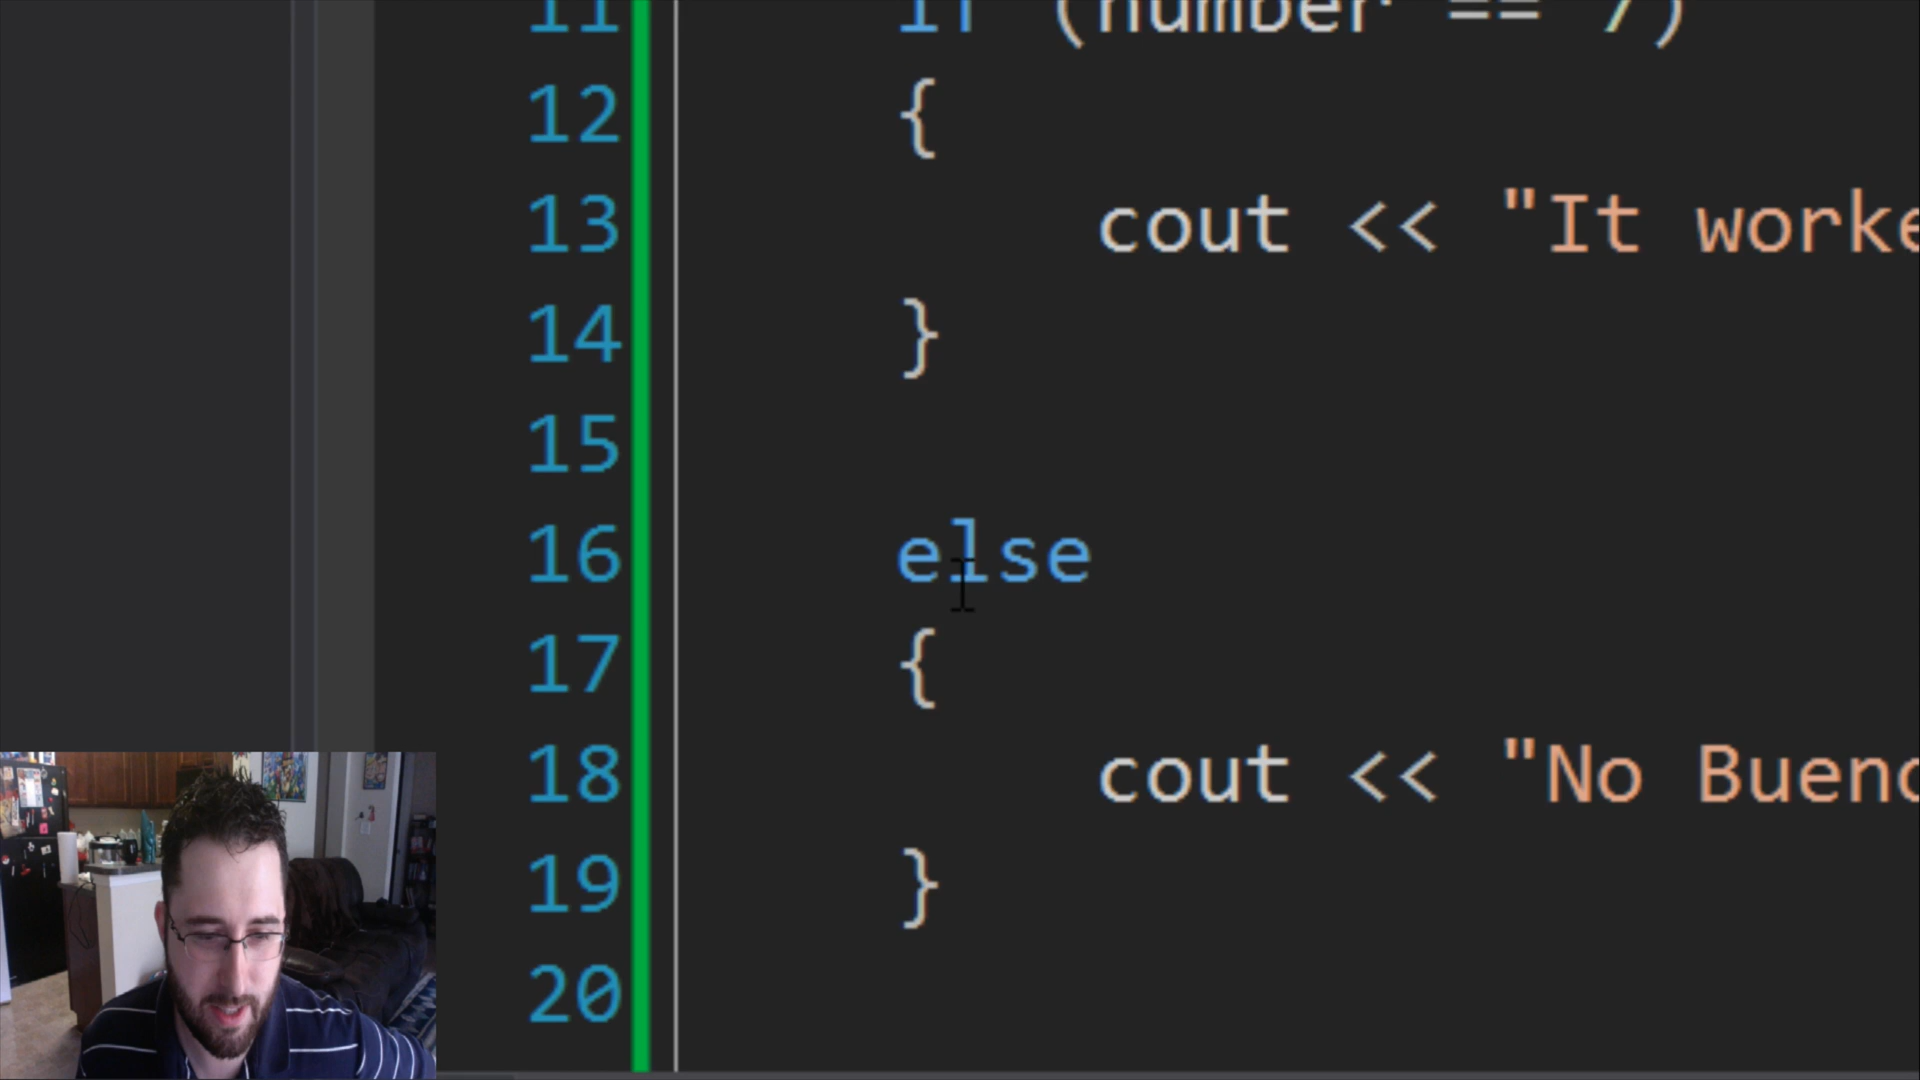 11 if (number == 7)
12 {
13 cout << "It worke
14 }
15
16 else
17 {
18 cout << "No Bueno
19 }
20